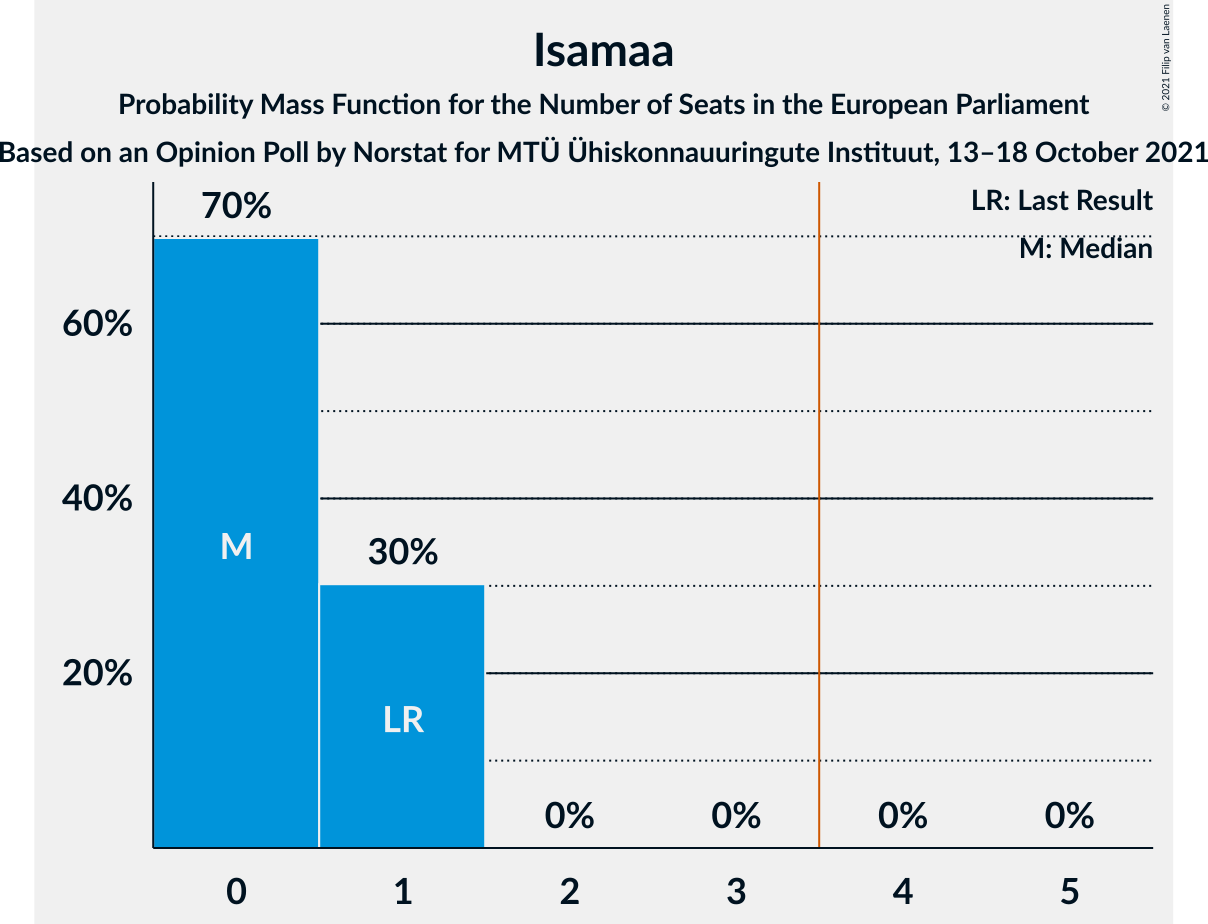 Isamaa
Probability Mass Function for the Number of Seats in the European Parliament
Based on an Opinion Poll by Norstat for MTÜ Ühiskonnauuringute Instituut, 13–18 October 2021
© 2021 Filip van Laenen
LR: Last Result
M: Median
70%
60%
40%
20%
M
30%
LR
0%
0%
0%
0%
0 1 2 3 4 5